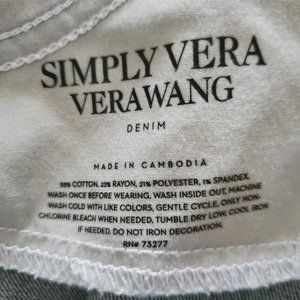 SIMPLY VERA
VERA WANG
DENIM
MADE IN CAMBODIA
55% COTTON, 23% RAYON, 21% POLYESTER, 1% SPANDEX.
WASH ONCE BEFORE WEARING, WASH INSIDE OUT, MACHINE
WASH COLD WITH LIKE COLORS, GENTLE CYCLE, ONLY NON-
CHLORINE BLEACH WHEN NEEDED, TUMBLE DRY LOW, COOL IRON
IF NEEDED, DO NOT IRON DECORATION.
RN# 73277